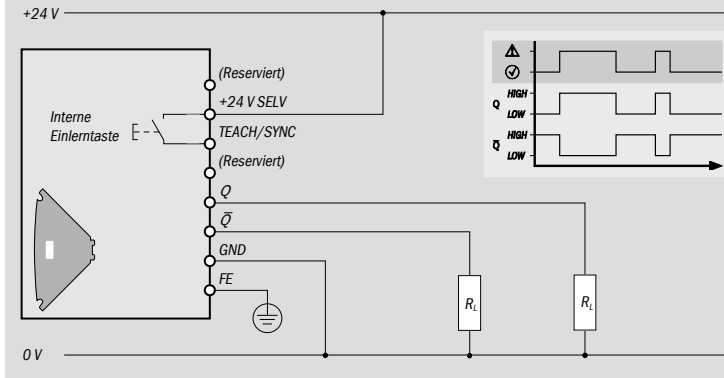 +24 V
(Reserviert)
+24 V SELV
Interne
Einlerntaste
TEACH/SYNC
(Reserviert)
Q
Q̅
GND
FE
R_L
R_L
0 V
Q
HIGH
LOW
Q̅
HIGH
LOW